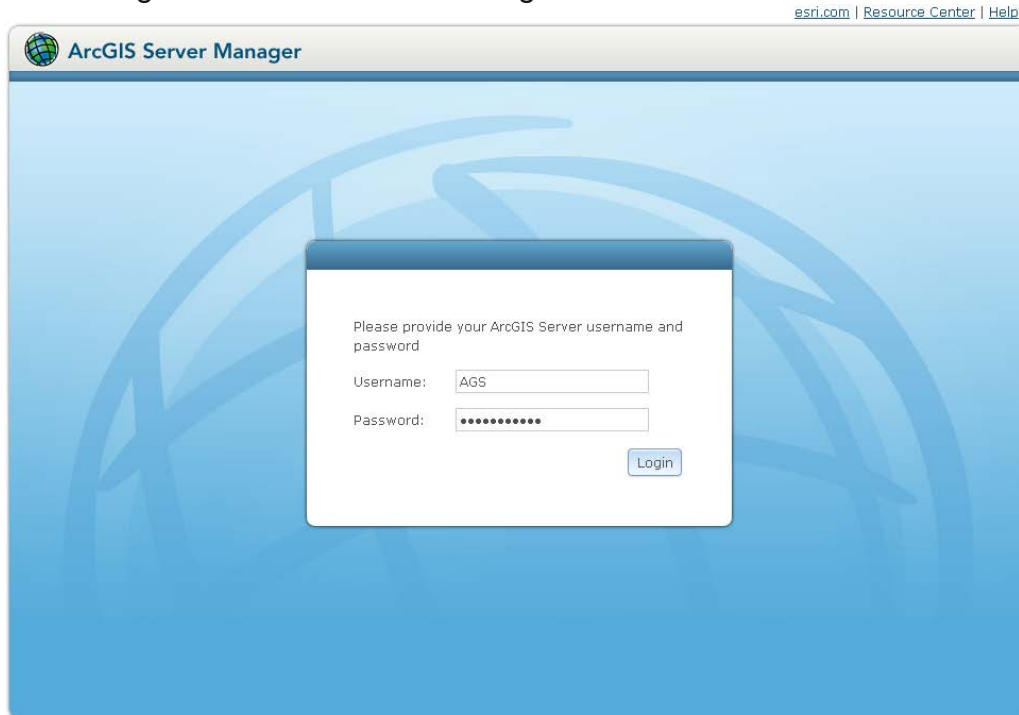 esri.com | Resource Center | Help
ArcGIS Server Manager
Please provide your ArcGIS Server username and
password
Username: AGS
Password: •••••••••••
Login